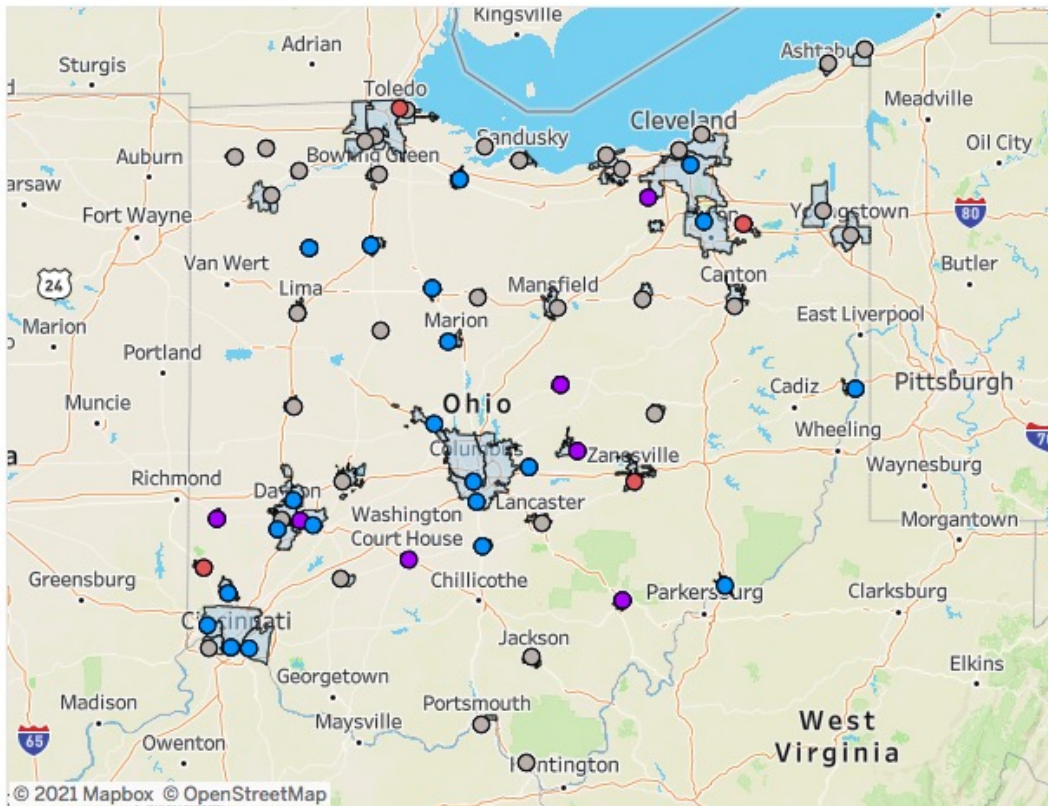 Kingsville
Adrian
Sturgis
Ashtabu
Toledo
Meadville
Cleveland
Sandusky
Oil City
Auburn
Bowling Green
arsaw
Fort Wayne
Youngstown
80
Van Wert
Butler
24
Canton
Lima
Mansfield
Marion
Marion
East Liverpool
Portland
Pittsburgh
Cadiz
Muncie
Ohio
Wheeling
70
a
Columbus
Zanesville
Waynesburg
Richmond
Dayton
Lancaster
Washington
Court House
Morgantown
Greensburg
Chillicothe
Parkersburg
Clarksburg
Cincinnati
Jackson
Elkins
Georgetown
Madison
Portsmouth
Maysville
West
Virginia
65
Owenton
Huntington
© 2021 Mapbox © OpenStreetMap